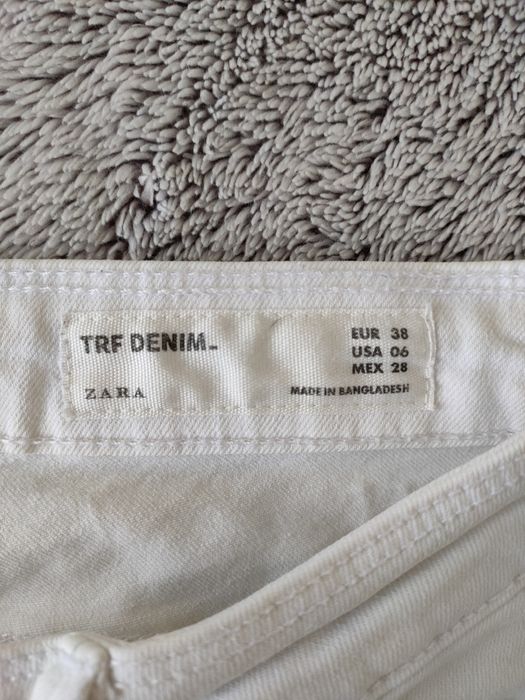 TRF DENIM-
ZARA
EUR 38
USA 06
MEX 28
MADE IN BANGLADESH